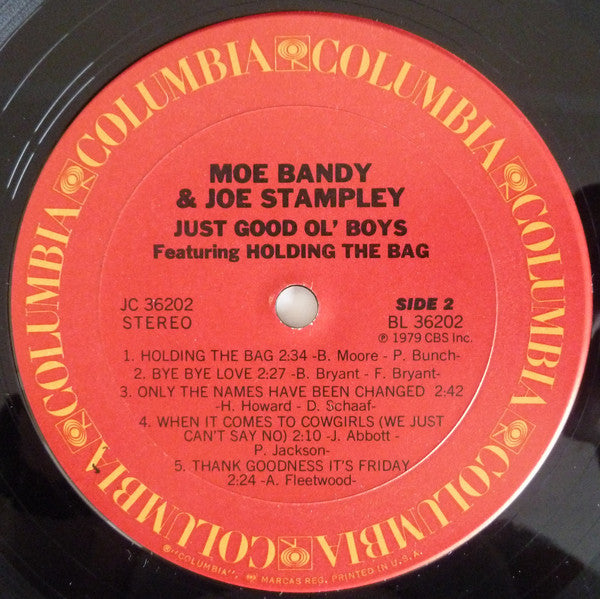 COLUMBIA COLUMBIA COLUMBIA COLUMBIA COLUMBIA COLUMBIA
MOE BANDY
& JOE STAMPLEY
JUST GOOD OL' BOYS
Featuring HOLDING THE BAG
JC 36202
STEREO
SIDE 2
BL 36202
℗ 1979 CBS Inc.
1. HOLDING THE BAG 2:34 -B. Moore - P. Bunch-
2. BYE BYE LOVE 2:27 -B. Bryant - F. Bryant-
3. ONLY THE NAMES HAVE BEEN CHANGED 2:42
-H. Howard - D. Schaaf-
4. WHEN IT COMES TO COWGIRLS (WE JUST
CAN'T SAY NO) 2:10 -J. Abbott -
P. Jackson-
5. THANK GOODNESS IT'S FRIDAY
2:24 -A. Fleetwood-
®"COLUMBIA", MARCAS REG. PRINTED IN U.S.A.